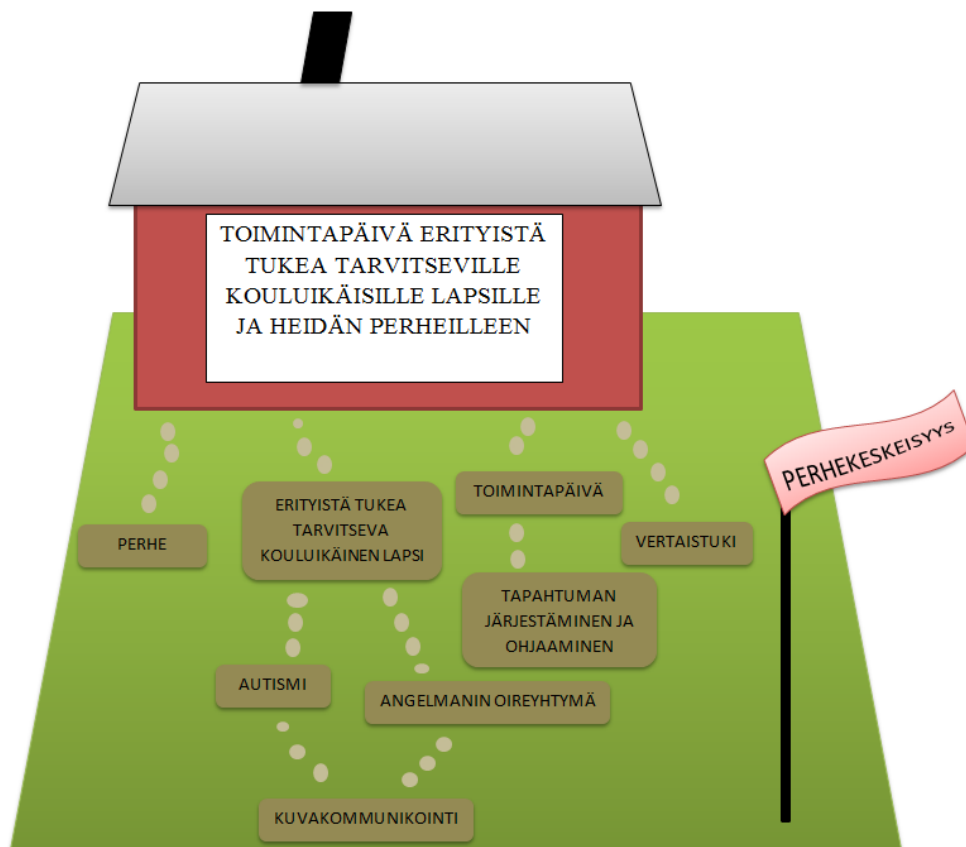 TOIMINTAPÄIVÄ ERITYISTÄ
TUKEA TARVITSEVILLE
KOULUIKÄISILLE LAPSILLE
JA HEIDÄN PERHEILLEEN
PERHEKESKEISYYS
TOIMINTAPÄIVÄ
ERITYISTÄ TUKEA
TARVITSEVA
KOULUIKÄINEN LAPSI
PERHE
VERTAISTUKI
TAPAHTUMAN
JÄRJESTÄMINEN JA
OHJAAMINEN
AUTISMI
ANGELMANIN OIREYHTYMÄ
KUVAKOMMUNIKOINTI